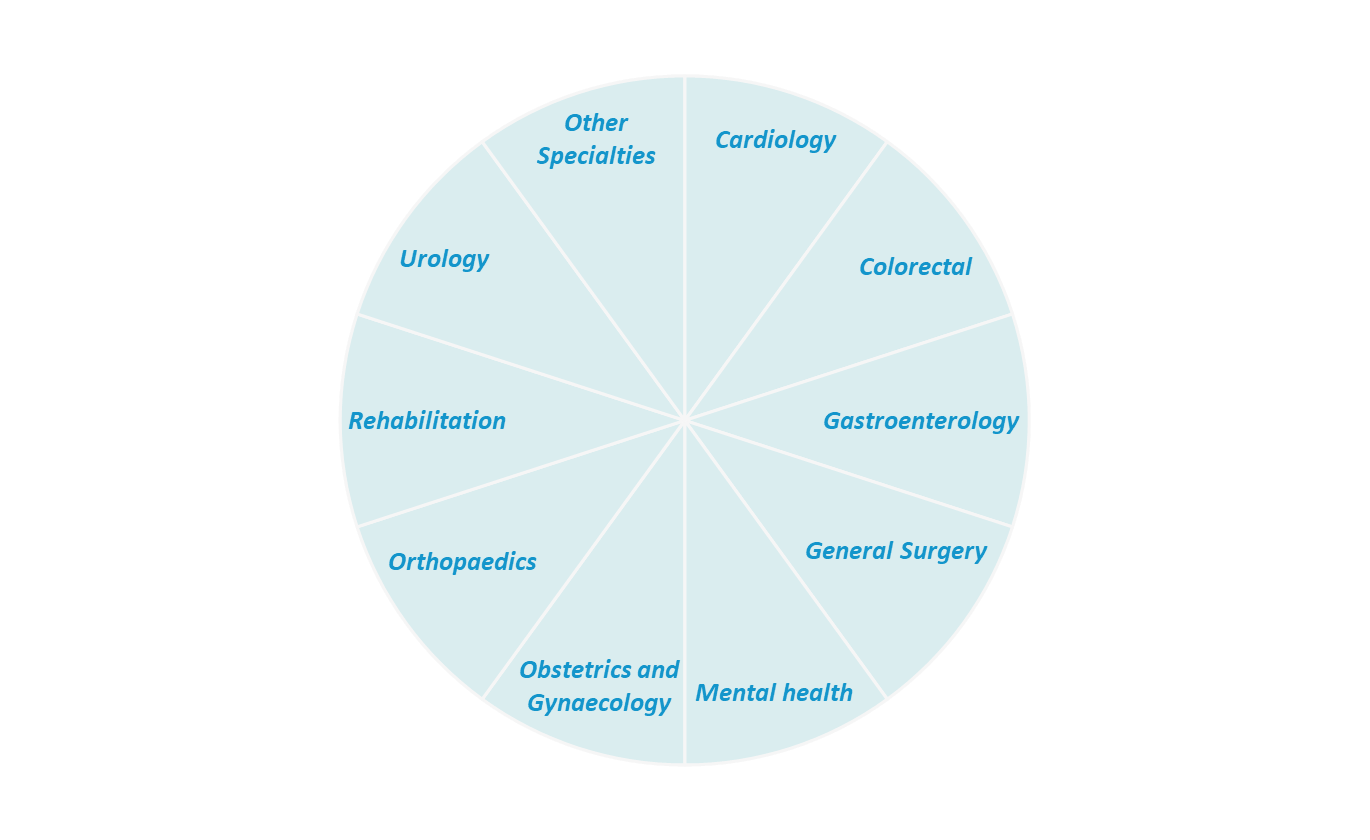 Other
Specialties
Cardiology
Urology
Colorectal
Rehabilitation
Gastroenterology
Orthopaedics
General Surgery
Obstetrics and
Gynaecology
Mental health